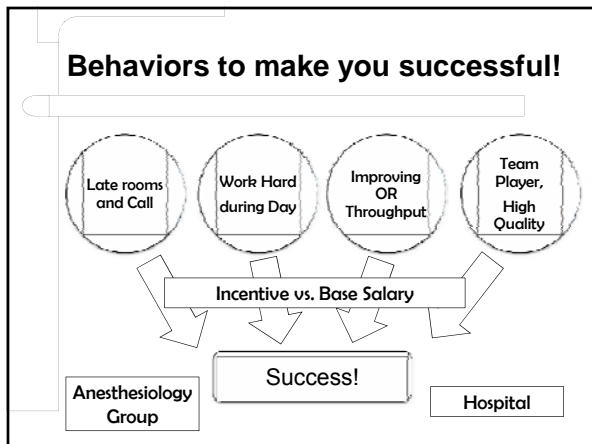 Behaviors to make you successful!
Late rooms
and Call
Work Hard
during Day
Improving
OR
Throughput
Team
Player,
High
Quality
Incentive vs. Base Salary
Success!
Anesthesiology
Group
Hospital